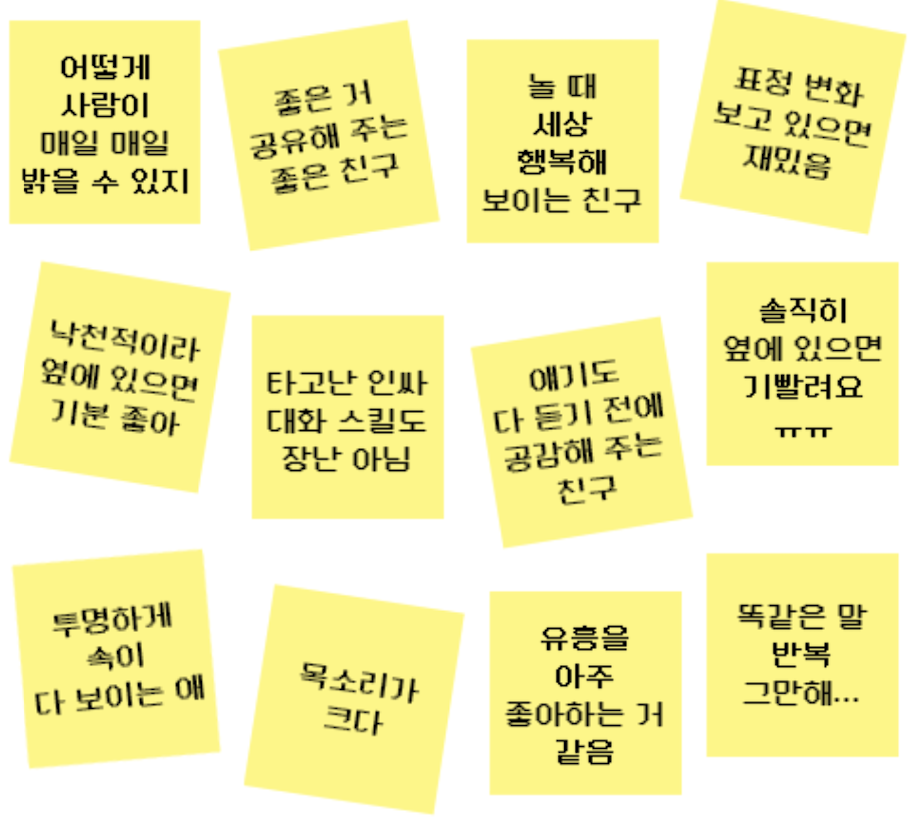 어떻게
사람이
매일 매일
밝을 수 있지
좋은 거
공유해 주는
좋은 친구
놀 때
세상
행복해
보이는 친구
표정 변화
보고 있으면
재밌음
낙천적이라
옆에 있으면
기분 좋아
타고난 인싸
대화 스킬도
장난 아님
얘기도
다 듣기 전에
공감해 주는
친구
솔직히
옆에 있으면
기빨려요
ㅠㅠ
투명하게
속이
다 보이는 애
목소리가
크다
유흥을
아주
좋아하는 거
같음
똑같은 말
반복
그만해...